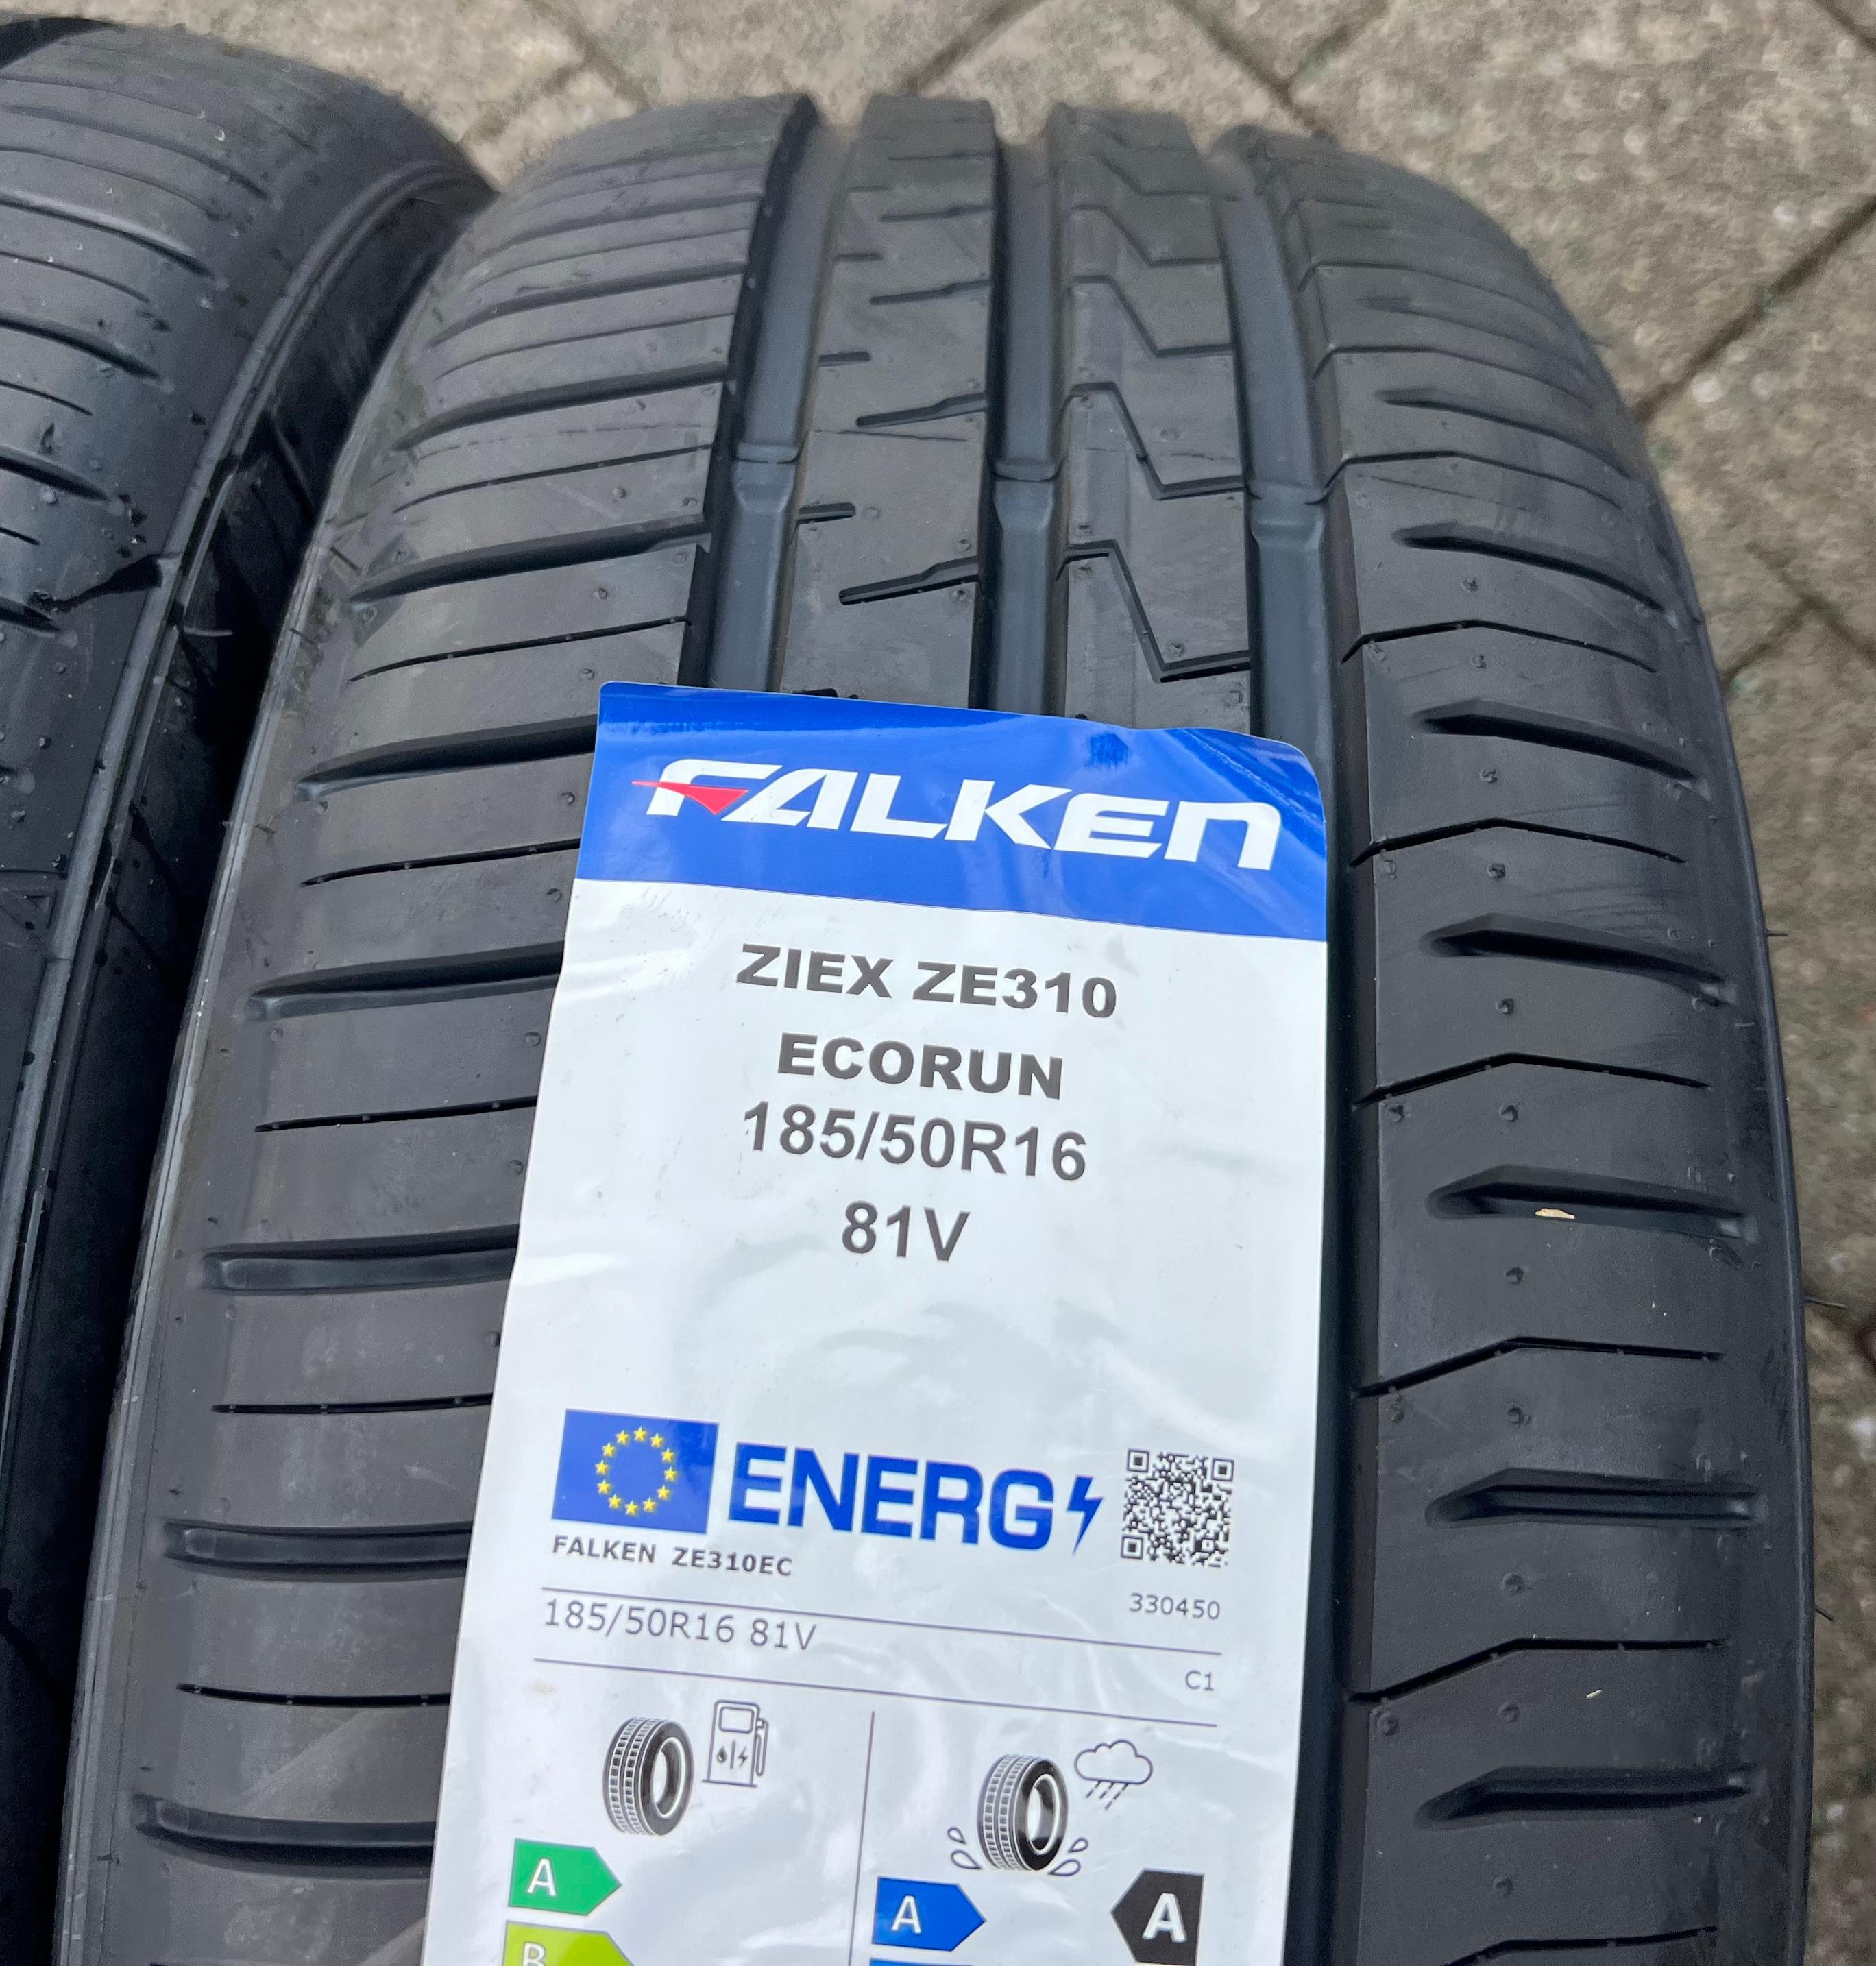 FALKEN
ZIEX ZE310
ECORUN
185/50R16
81V
ENERG
FALKEN ZE310EC
330450
185/50R16 81V
C1
A
A A
B